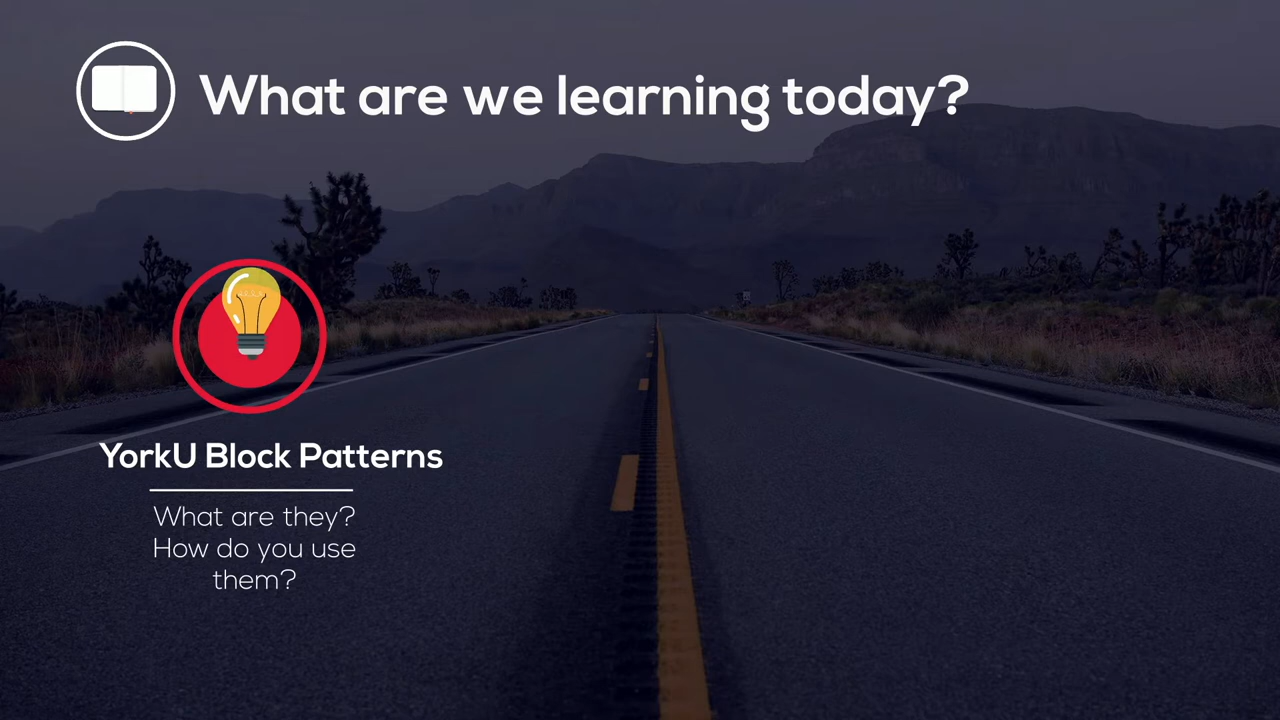 What are we learning today?
YorkU Block Patterns
What are they?
How do you use
them?